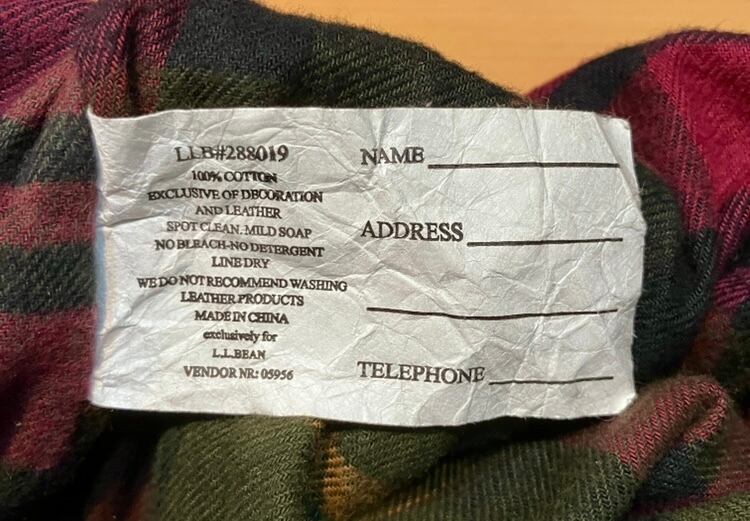 LLB#288019
100% COTTON
EXCLUSIVE OF DECORATION
AND LEATHER
SPOT CLEAN. MILD SOAP
NO BLEACH-NO DETERGENT
LINE DRY
WE DO NOT RECOMMEND WASHING
LEATHER PRODUCTS
MADE IN CHINA
exclusively for
L.L.BEAN
VENDOR NR: 05956
NAME
ADDRESS
TELEPHONE